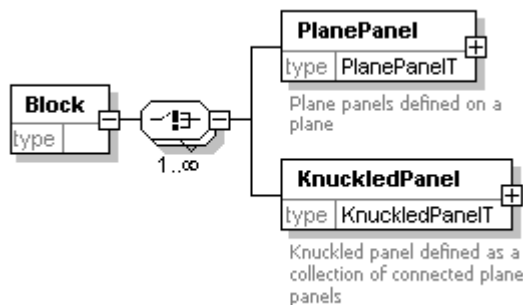 PlanePanel
type PlanePanelT
Plane panels defined on a
plane
Block
type
1..∞
KnuckledPanel
type KnuckledPanelT
Knuckled panel defined as a
collection of connected plane
panels